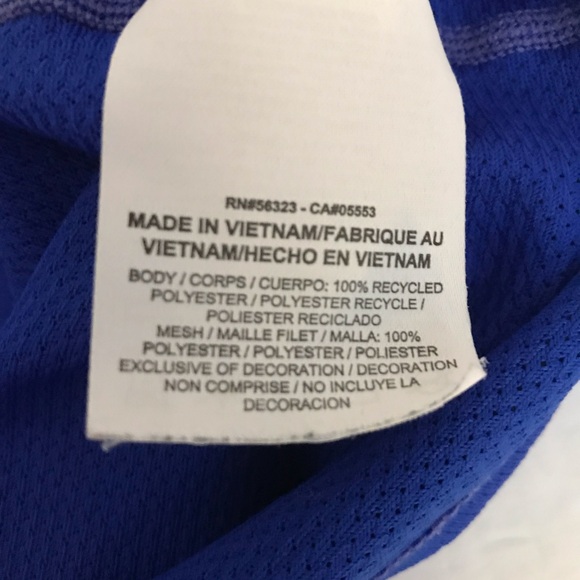 RN#56323 - CA#05553
MADE IN VIETNAM/FABRIQUE AU
VIETNAM/HECHO EN VIETNAM
BODY / CORPS / CUERPO: 100% RECYCLED
POLYESTER / POLYESTER RECYCLE /
POLIESTER RECICLADO
MESH / MAILLE FILET / MALLA: 100%
POLYESTER / POLYESTER / POLIESTER
EXCLUSIVE OF DECORATION / DECORATION
NON COMPRISE / NO INCLUYE LA
DECORACION